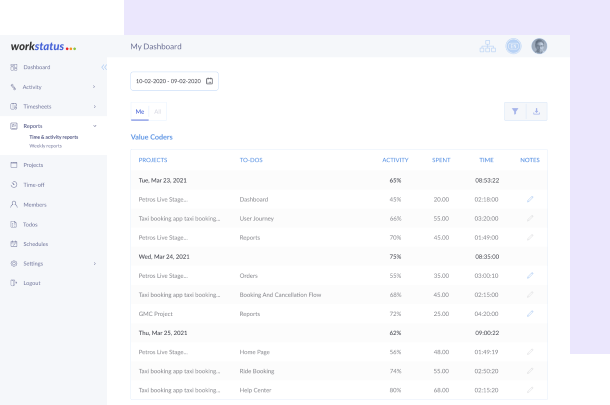 workstatus
My Dashboard
Dashboard
Activity
Timesheets
Reports
Time & activity reports
Weekly reports
Projects
Time-off
Members
Todos
Schedules
Settings
Logout
10-02-2020 - 09-02-2020
Me All
Value Coders
PROJECTS TO-DOS ACTIVITY SPENT TIME NOTES
Tue, Mar 23, 2021 65% 08:53:22
Petros Live Stage... Dashboard 45% 20.00 02:18:00
Taxi booking app taxi booking... User Journey 66% 55.00 03:20:00
Petros Live Stage... Reports 70% 45.00 01:49:00
Wed, Mar 24, 2021 75% 08:35:00
Petros Live Stage... Orders 55% 35.00 03:00:10
Taxi booking app taxi booking... Booking And Cancellation Flow 68% 45.00 02:15:00
GMC Project Reports 72% 25.00 04:20:00
Thu, Mar 25, 2021 62% 09:00:22
Petros Live Stage... Home Page 56% 48.00 01:49:19
Taxi booking app taxi booking... Ride Booking 74% 55.00 02:50:20
Taxi booking app taxi booking... Help Center 80% 68.00 02:15:20